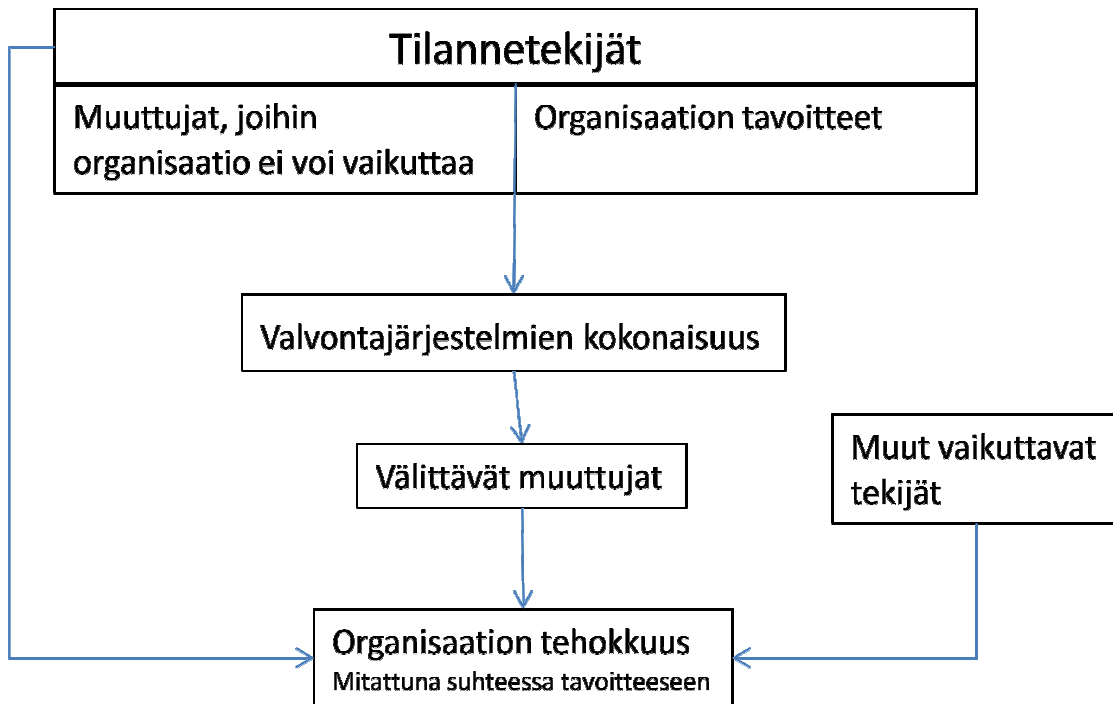 Tilannetekijät
Muuttujat, joihin
organisaatio ei voi vaikuttaa
Organisaation tavoitteet
Valvontajärjestelmien kokonaisuus
Välittävät muuttujat
Muut vaikuttavat
tekijät
Organisaation tehokkuus
Mitattuna suhteessa tavoitteeseen